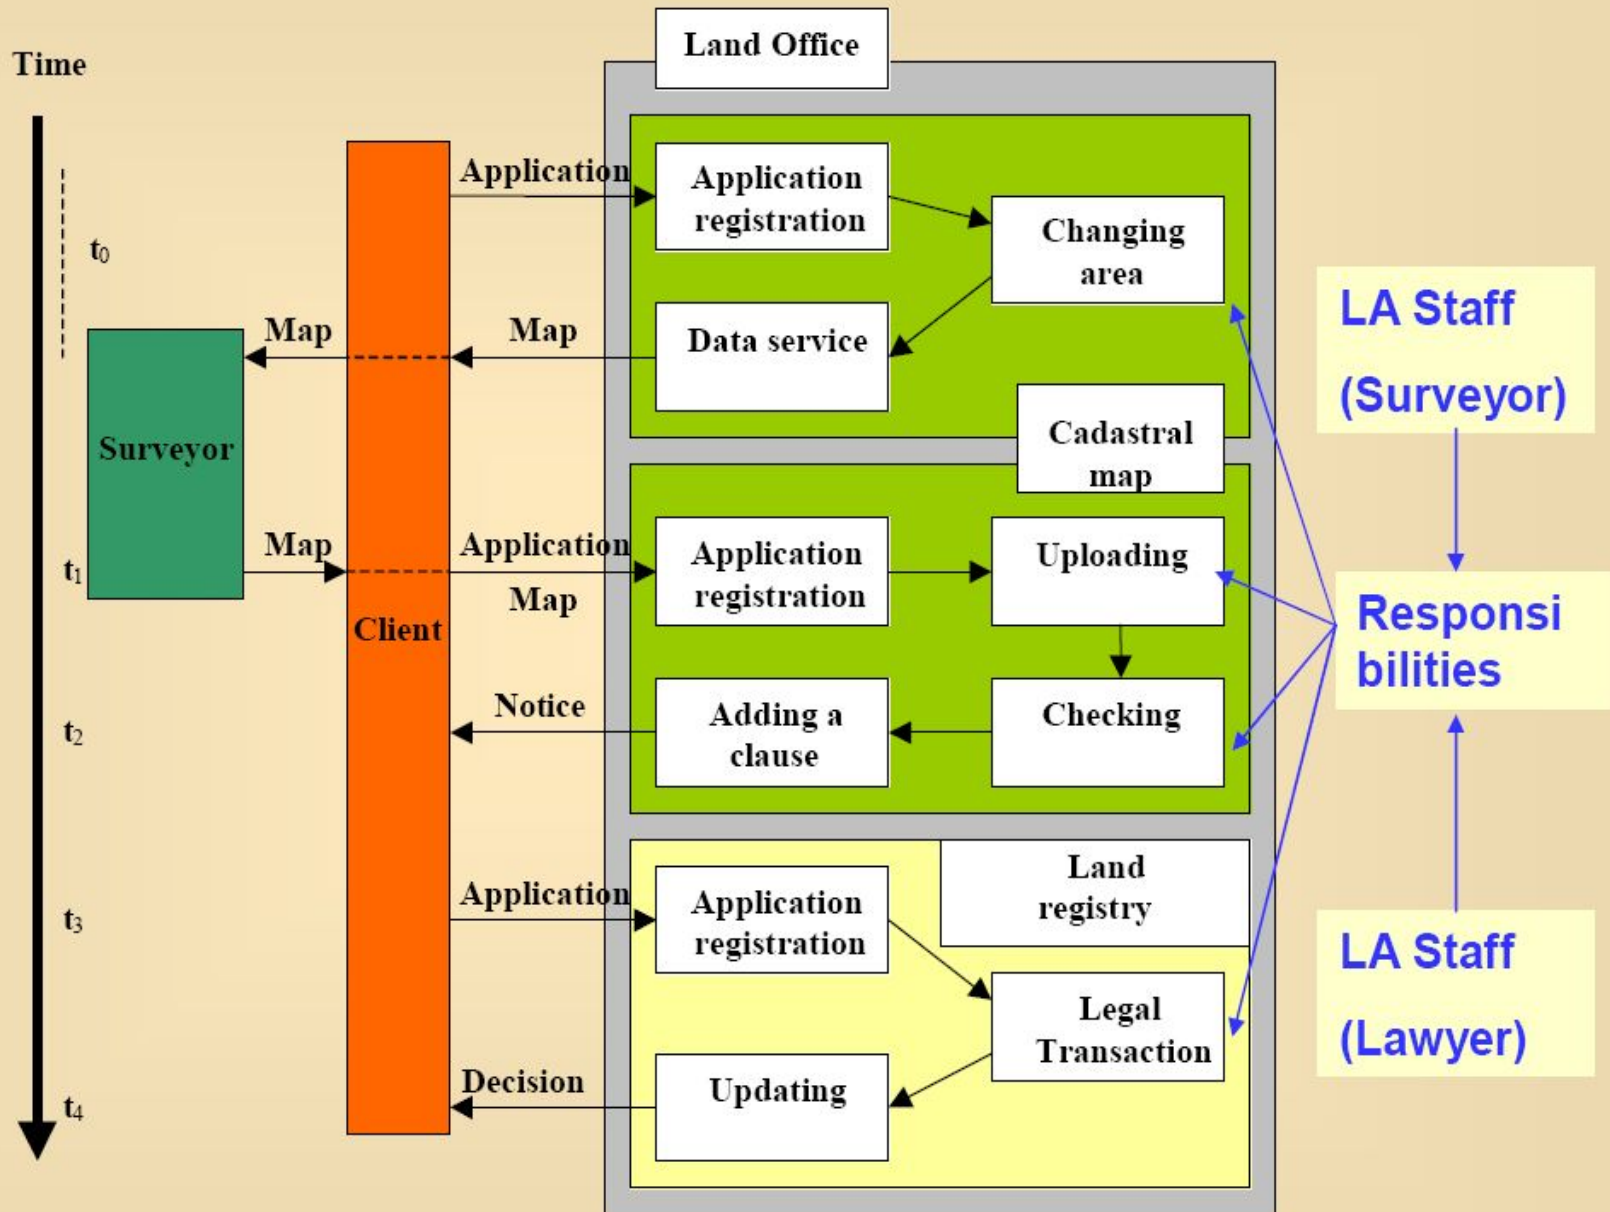 Land Office
Time
Application
Application
registration
Changing
area
t0
LA Staff
(Surveyor)
Map
Map
Data service
Surveyor
Cadastral
map
Map
Application
Map
t1
Application
registration
Uploading
Client
Responsi
bilities
Notice
t2
Adding a
clause
Checking
Land
registry
Application
t3
Application
registration
LA Staff
(Lawyer)
Legal
Transaction
Decision
t4
Updating